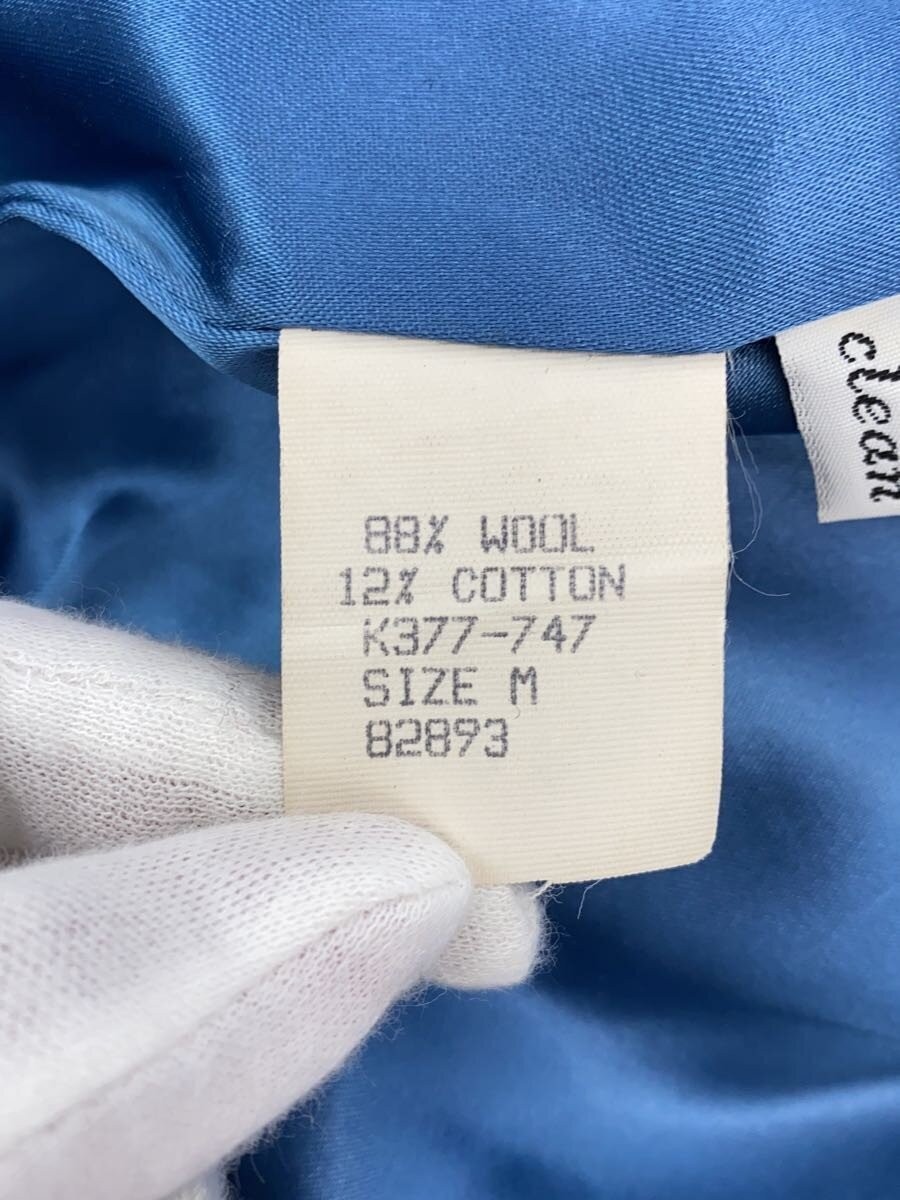 clean
88% WOOL
12% COTTON
K377-747
SIZE M
82893